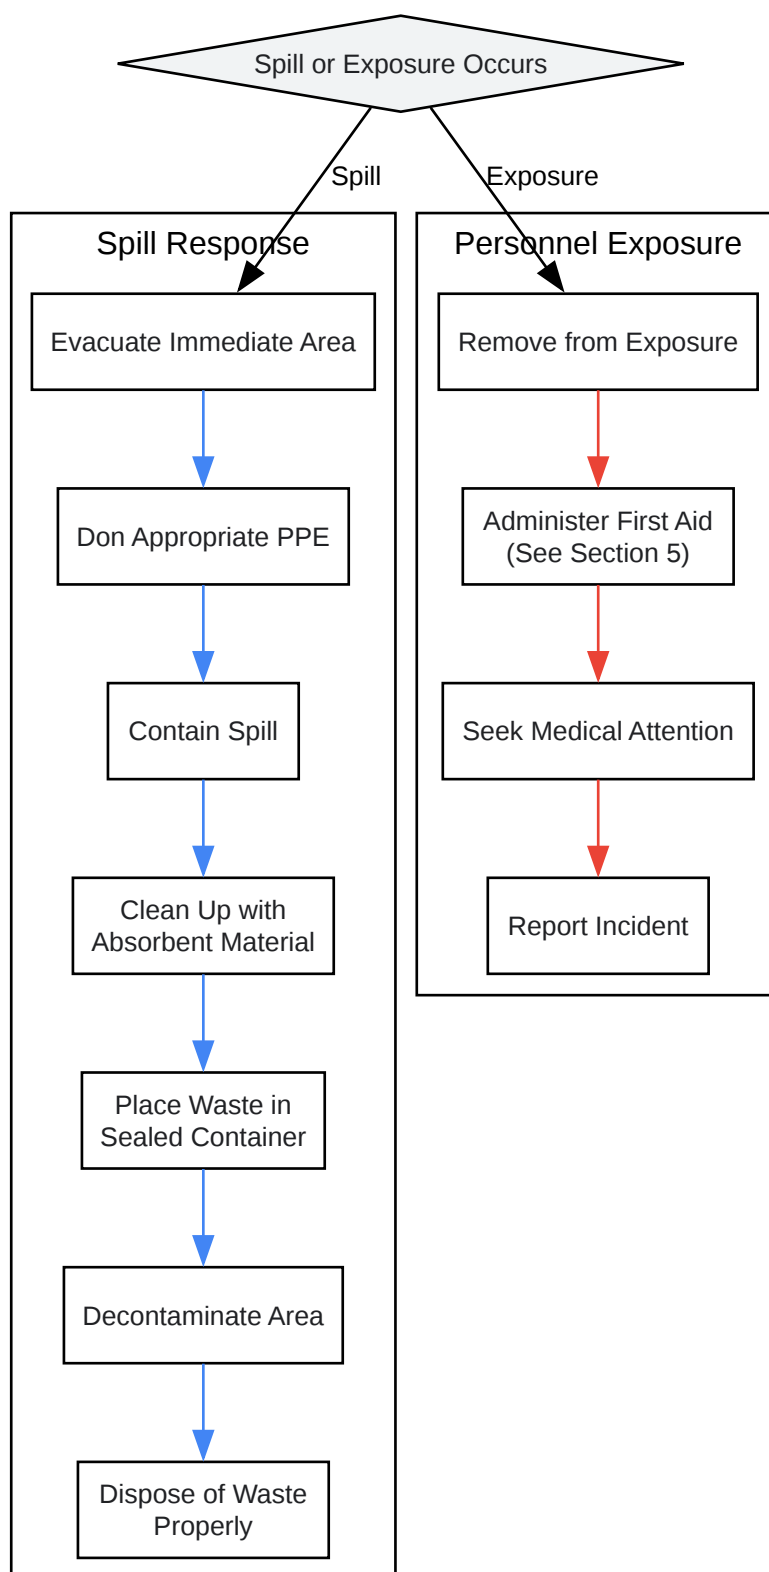 Spill or Exposure Occurs
Spill
Exposure
Spill Response
Evacuate Immediate Area
Don Appropriate PPE
Contain Spill
Clean Up with
Absorbent Material
Place Waste in
Sealed Container
Decontaminate Area
Dispose of Waste
Properly
Personnel Exposure
Remove from Exposure
Administer First Aid
(See Section 5)
Seek Medical Attention
Report Incident